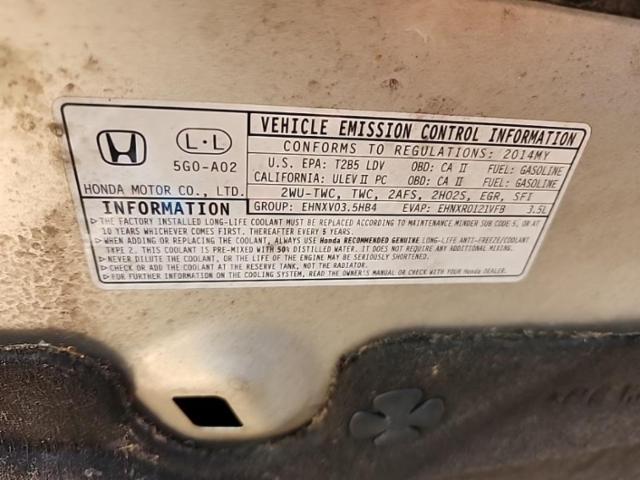 L·L
5G0-A02
HONDA MOTOR CO., LTD.
VEHICLE EMISSION CONTROL INFORMATION
CONFORMS TO REGULATIONS: 2014MY
U.S. EPA: T2B5 LDV OBD: CA II FUEL: GASOLINE
CALIFORNIA: ULEV II PC OBD: CA II FUEL: GASOLINE
2WU-TWC, TWC, 2AFS, 2HO2S, EGR, SFI
GROUP: EHNXV03.5HB4 EVAP: EHNXR0121VFB 3.5L
INFORMATION
▷THE FACTORY INSTALLED LONG-LIFE COOLANT MUST BE REPLACED ACCORDING TO MAINTENANCE MINDER SUB CODE 5, OR AT
10 YEARS WHICHEVER COMES FIRST. THEREAFTER EVERY 5 YEARS.
▷WHEN ADDING OR REPLACING THE COOLANT, ALWAYS USE Honda RECOMMENDED GENUINE LONG-LIFE ANTI-FREEZE/COOLANT
TYPE 2. THIS COOLANT IS PRE-MIXED WITH 50% DISTILLED WATER. IT DOES NOT REQUIRE ANY ADDITIONAL MIXING.
▷NEVER DILUTE THE COOLANT, OR THE LIFE OF THE ENGINE MAY BE SERIOUSLY SHORTENED.
▷CHECK OR ADD THE COOLANT AT THE RESERVE TANK, NOT THE RADIATOR.
▷FOR FURTHER INFORMATION ON THE COOLING SYSTEM, READ THE OWNER'S MANUAL OR CHECK WITH YOUR Honda DEALER.